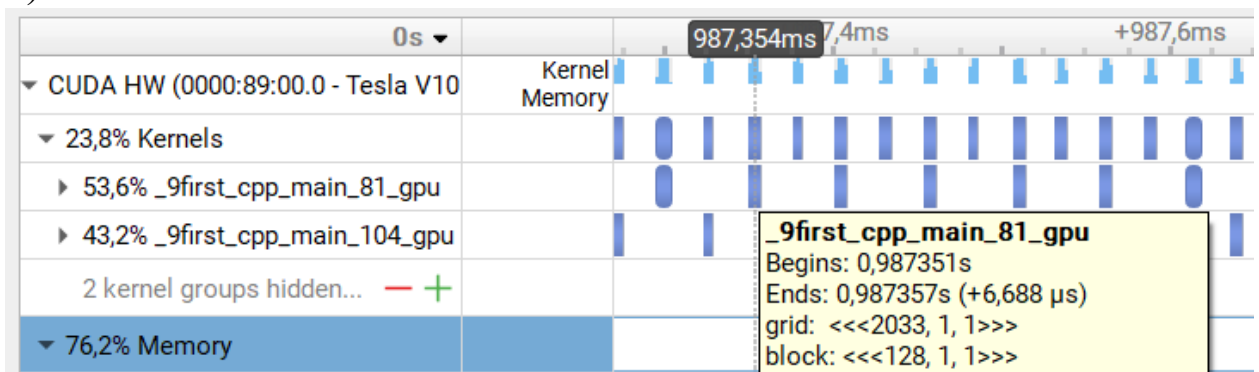 0s
987,354ms 7,4ms +987,6ms
CUDA HW (0000:89:00.0 - Tesla V10
Kernel
Memory
23,8% Kernels
53,6% _9first_cpp_main_81_gpu
43,2% _9first_cpp_main_104_gpu
2 kernel groups hidden...
76,2% Memory
_9first_cpp_main_81_gpu
Begins: 0,987351s
Ends: 0,987357s (+6,688 μs)
grid: <<<2033, 1, 1>>>
block: <<<128, 1, 1>>>